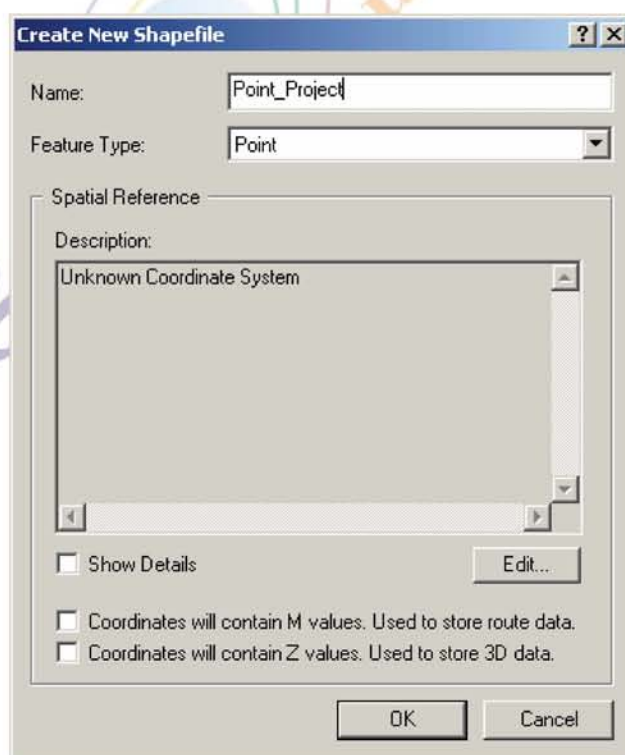 Create New Shapefile
Name: Point_Project
Feature Type: Point
Spatial Reference
Description:
Unknown Coordinate System
Show Details
Edit...
Coordinates will contain M values. Used to store route data.
Coordinates will contain Z values. Used to store 3D data.
OK Cancel